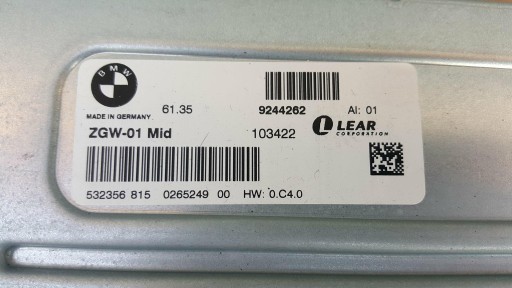 BMW
MADE IN GERMANY
61.35
9244262
AI: 01
ZGW-01 Mid
103422
LEAR
CORPORATION
532356 815 0265249 00 HW: 0.C4.0